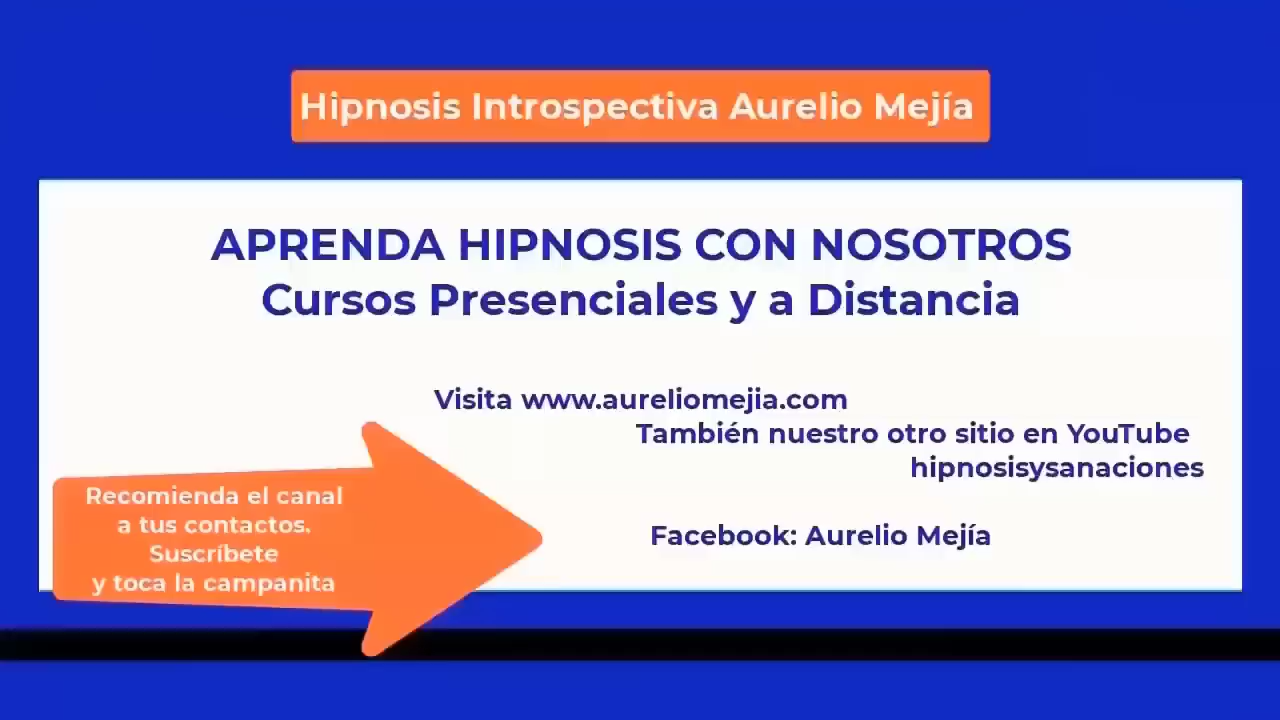 Hipnosis Introspectiva Aurelio Mejía
APRENDA HIPNOSIS CON NOSOTROS
Cursos Presenciales y a Distancia
Visita www.aureliomejia.com
También nuestro otro sitio en YouTube
hipnosisysanaciones
Facebook: Aurelio Mejía
Recomienda el canal
a tus contactos.
Suscríbete
y toca la campanita